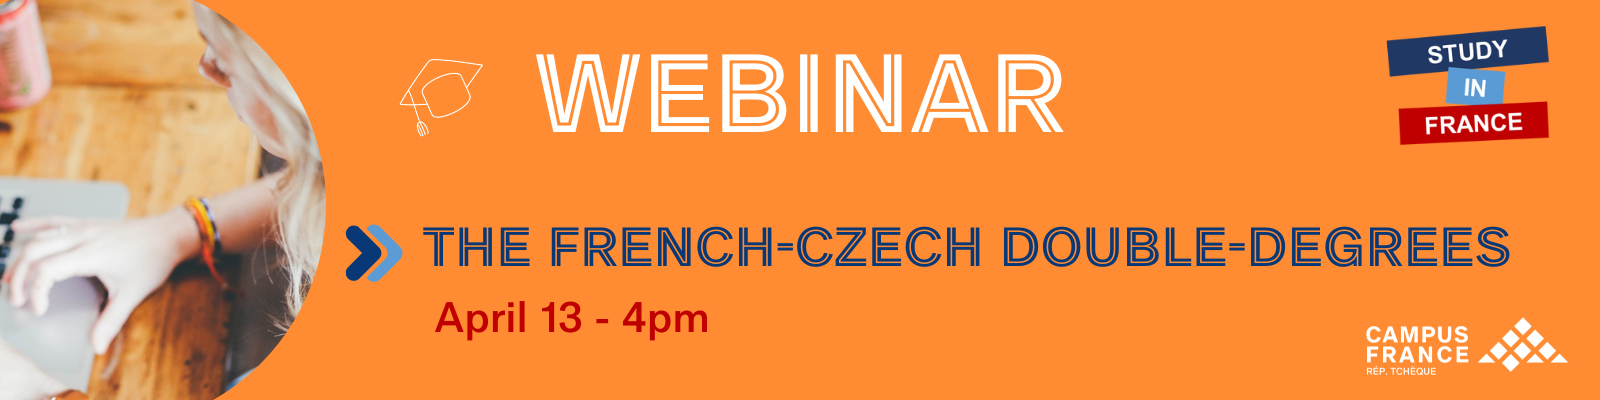 WEBINAR
STUDY
IN
FRANCE
THE FRENCH-CZECH DOUBLE-DEGREES
April 13 - 4pm
CAMPUS
FRANCE
RÉP. TCHÈQUE